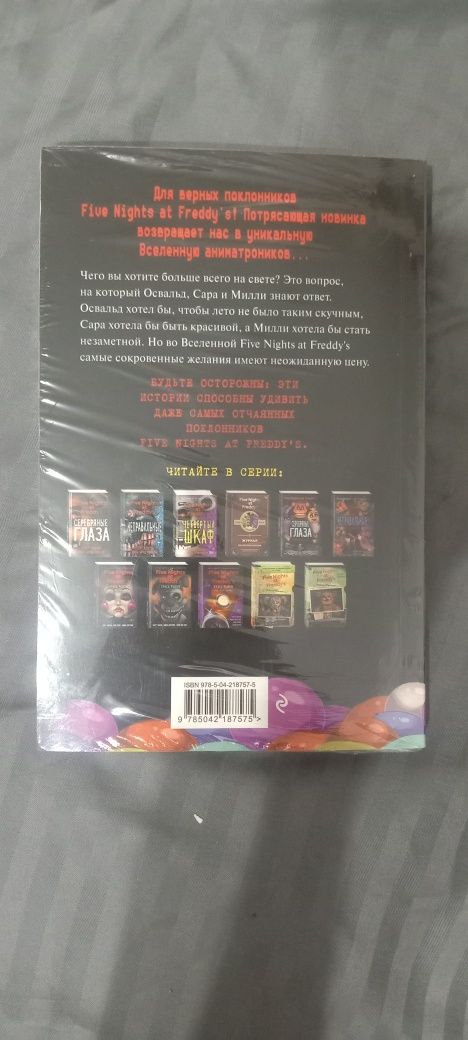 Для верных поклонников
Five Nights at Freddy's! Потрясающая новинка
возвращает нас в уникальную
Вселенную аниматроников...
Чего вы хотите больше всего на свете? Это вопрос,
на который Освальд, Сара и Милли знают ответ.
Освальд хотел бы, чтобы лето не было таким скучным,
Сара хотела бы быть красивой, а Милли хотела бы стать
незаметной. Но во Вселенной Five Nights at Freddy's
самые сокровенные желания имеют неожиданную цену.
БУДЬТЕ ОСТОРОЖНЫ: ЭТИ
ИСТОРИИ СПОСОБНЫ УДИВИТЬ
ДАЖЕ САМЫХ ОТЧАЯННЫХ
ПОКЛОННИКОВ
FIVE NIGHTS AT FREDDY'S.
ЧИТАЙТЕ В СЕРИИ:
СЕРЕБРЯНЫЕ
ГЛАЗА
НЕПРАВИЛЬНЫЕ
ЧЕТВЕРТЫЙ
ШКАФ
ЖУРНАЛ
ГЛАЗА
ISBN 978-5-04-218757-5
9 785042 187575 >